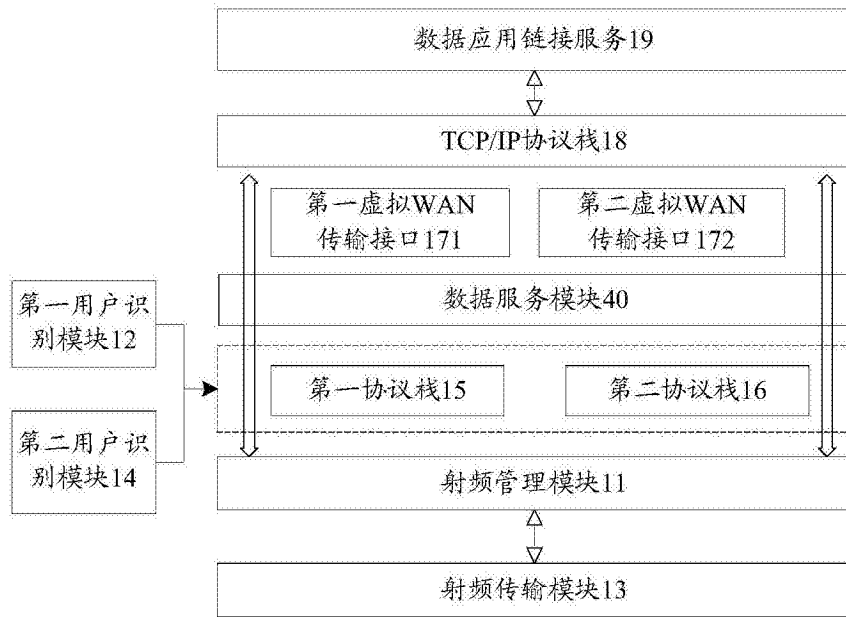 数据应用链接服务19
TCP/IP协议栈18
第一虚拟WAN
传输接口171
第二虚拟WAN
传输接口172
数据服务模块40
第一用户识
别模块12
第一协议栈15
第二协议栈16
第二用户识
别模块14
射频管理模块11
射频传输模块13